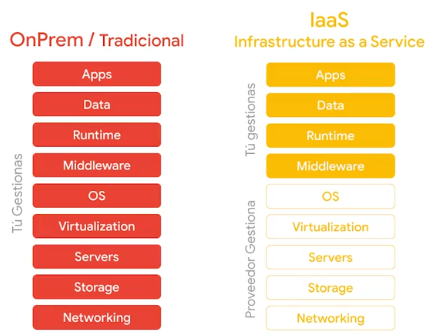 OnPrem / Tradicional
Apps
Data
Runtime
Middleware
OS
Virtualization
Servers
Storage
Networking
Tú Gestionas
IaaS
Infrastructure as a Service
Apps
Data
Runtime
Middleware
OS
Virtualization
Servers
Storage
Networking
Tú gestionas
Proveedor Gestiona